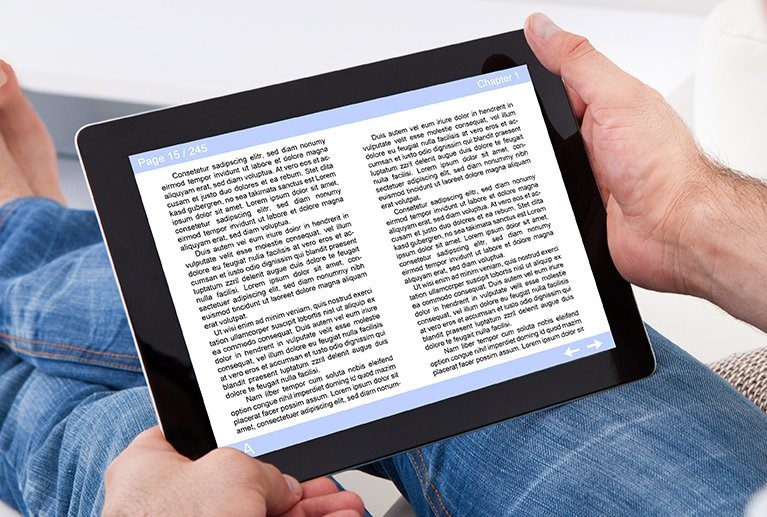 Page 15 / 245
Chapter 1
Consetetur sadipscing elitr, sed diam nonumy
eirmod tempor invidunt ut labore et dolore magna
aliquyam erat, sed diam voluptua. At vero eos et ac-
cusam et justo duo dolores et ea rebum. Stet clita
kasd gubergren, no sea takimata sanctus est Lorem
ipsum dolor sit amet. Lorem ipsum dolor sit amet,
consetetur sadipscing elitr, sed diam nonumy
eirmod tempor invidunt ut labore et dolore magna
aliquyam erat, sed diam voluptua.
Duis autem vel eum iriure dolor in hendrerit in
vulputate velit esse molestie consequat, vel illum
dolore eu feugiat nulla facilisis at vero eros et ac-
cumsan et iusto odio dignissim qui blandit praesent
luptatum zzril delenit augue duis dolore te feugait
nulla facilisi. Lorem ipsum dolor sit amet, con-
sectetuer adipiscing elit, sed diam nonummy nibh
euismod tincidunt ut laoreet dolore magna aliquam
erat volutpat.
Ut wisi enim ad minim veniam, quis nostrud exerci
tation ullamcorper suscipit lobortis nisl ut aliquip ex
ea commodo consequat. Duis autem vel eum iriure
dolor in hendrerit in vulputate velit esse molestie
consequat, vel illum dolore eu feugiat nulla facilisis
at vero eros et accumsan et iusto odio dignissim qui
blandit praesent luptatum zzril delenit augue duis
dolore te feugait nulla facilisi.
Nam liber tempor cum soluta nobis eleifend
option congue nihil imperdiet doming id quod mazim
placerat facer possim assum. Lorem ipsum dolor sit
amet, consectetuer adipiscing elit, sed diam nonum-
Duis autem vel eum iriure dolor in hendrerit in
vulputate velit esse molestie consequat, vel illum
dolore eu feugiat nulla facilisis at vero eros et ac-
cumsan et iusto odio dignissim qui blandit praesent
luptatum zzril delenit augue duis dolore te feugait
nulla facilisi. Lorem ipsum dolor sit amet, con-
sectetuer adipiscing elit, sed diam nonummy nibh
euismod tincidunt ut laoreet dolore magna aliquam
erat volutpat.
Consetetur sadipscing elitr, sed diam nonumy
eirmod tempor invidunt ut labore et dolore magna
aliquyam erat, sed diam voluptua. At vero eos et ac-
cusam et justo duo dolores et ea rebum. Stet clita
kasd gubergren, no sea takimata sanctus est Lorem
ipsum dolor sit amet. Lorem ipsum dolor sit amet,
consetetur sadipscing elitr, sed diam nonumy
eirmod tempor invidunt ut labore et dolore magna
aliquyam erat, sed diam voluptua.
Ut wisi enim ad minim veniam, quis nostrud exerci
tation ullamcorper suscipit lobortis nisl ut aliquip ex
ea commodo consequat. Duis autem vel eum iriure
dolor in hendrerit in vulputate velit esse molestie
consequat, vel illum dolore eu feugiat nulla facilisis
at vero eros et accumsan et iusto odio dignissim qui
blandit praesent luptatum zzril delenit augue duis
dolore te feugait nulla facilisi.
Nam liber tempor cum soluta nobis eleifend
option congue nihil imperdiet doming id quod mazim
placerat facer possim assum. Lorem ipsum dolor sit
A